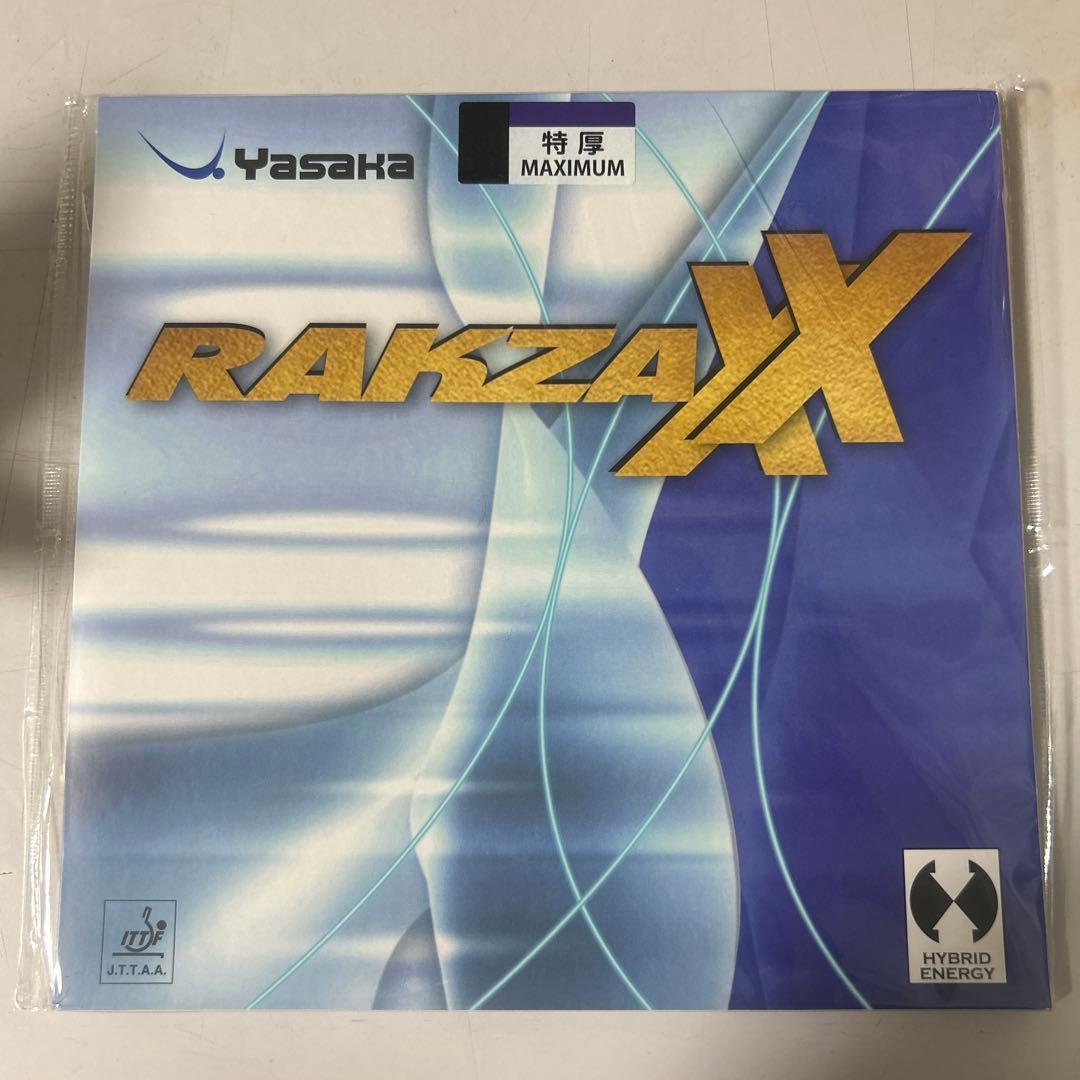 Yasaka
特厚
MAXIMUM
RAKZA XX
ITTF
J.T.T.A.A.
HYBRID
ENERGY